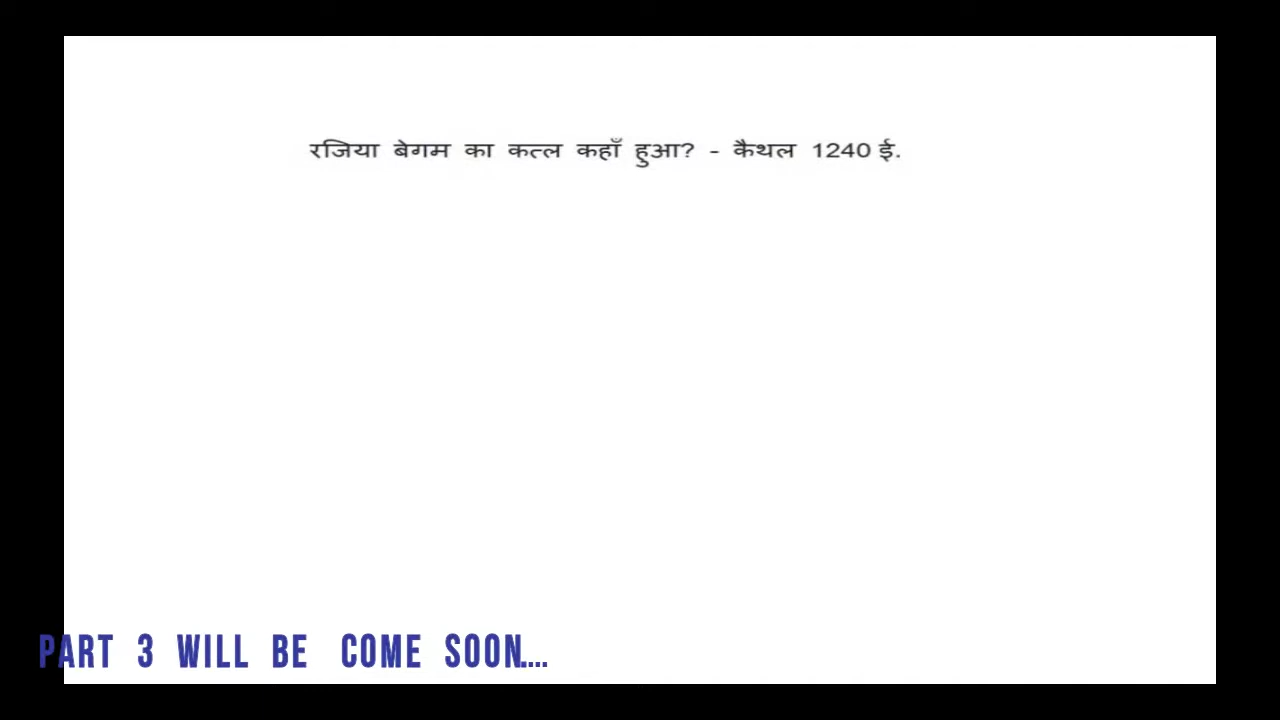 रजिया बेगम का कत्ल कहाँ हुआ? - कैथल 1240 ई.
PART 3 WILL BE COME SOON....